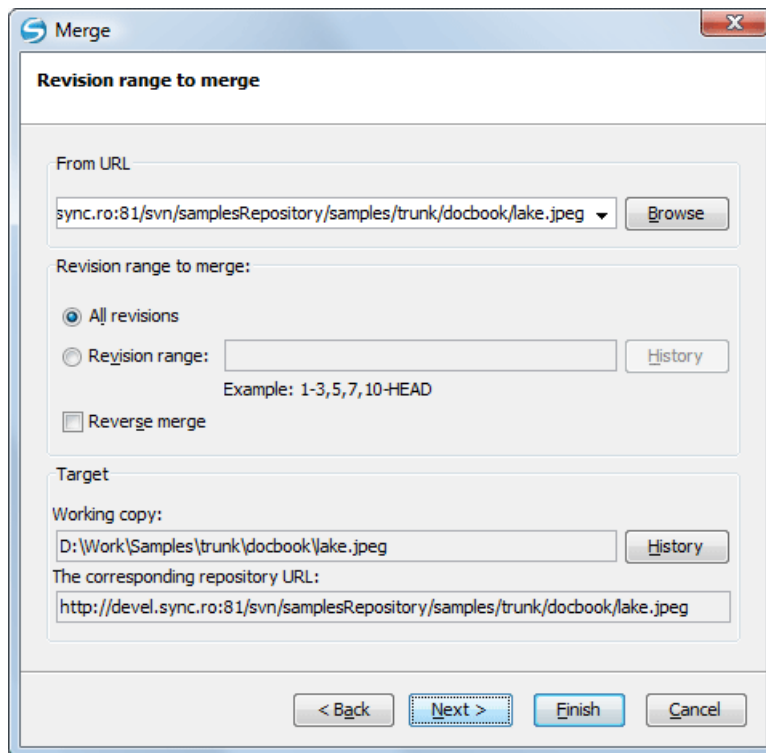 Merge
Revision range to merge
From URL
sync.ro:81/svn/samplesRepository/samples/trunk/docbook/lake.jpeg Browse
Revision range to merge:
All revisions
Revision range: History
Example: 1-3,5,7,10-HEAD
Reverse merge
Target
Working copy:
D:\Work\Samples\trunk\docbook\lake.jpeg History
The corresponding repository URL:
http://devel.sync.ro:81/svn/samplesRepository/samples/trunk/docbook/lake.jpeg
< Back Next > Finish Cancel